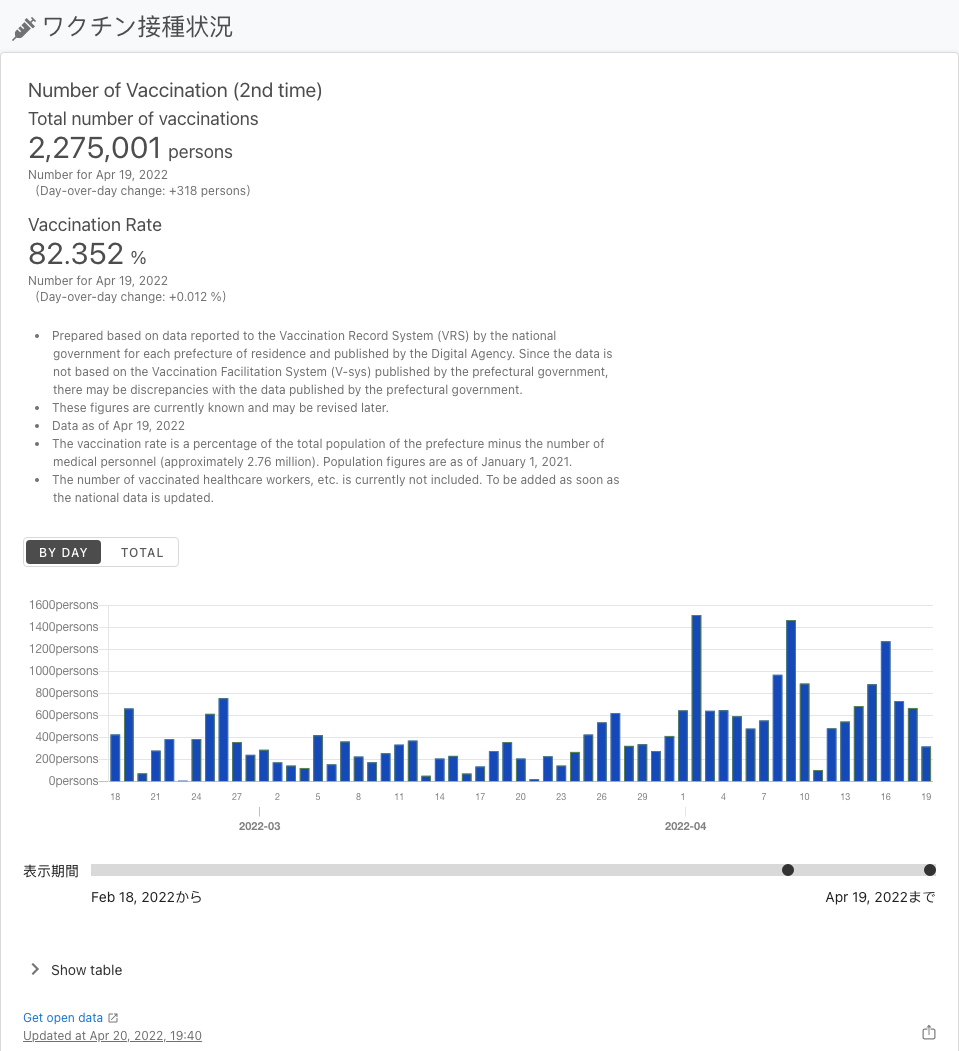 ワクチン接種状況
Number of Vaccination (2nd time)
Total number of vaccinations
2,275,001 persons
Number for Apr 19, 2022
(Day-over-day change: +318 persons)
Vaccination Rate
82.352 %
Number for Apr 19, 2022
(Day-over-day change: +0.012 %)
• Prepared based on data reported to the Vaccination Record System (VRS) by the national
government for each prefecture of residence and published by the Digital Agency. Since the data is
not based on the Vaccination Facilitation System (V-sys) published by the prefectural government,
there may be discrepancies with the data published by the prefectural government.
• These figures are currently known and may be revised later.
• Data as of Apr 19, 2022
• The vaccination rate is a percentage of the total population of the prefecture minus the number of
medical personnel (approximately 2.76 million). Population figures are as of January 1, 2021.
• The number of vaccinated healthcare workers, etc. is currently not included. To be added as soon as
the national data is updated.
BY DAY TOTAL
1600persons
1400persons
1200persons
1000persons
800persons
600persons
400persons
200persons
0persons
18 21 24 27 2 5 8 11 14 17 20 23 26 29 1 4 7 10 13 16 19
2022-03 2022-04
表示期間
Feb 18, 2022から Apr 19, 2022まで
Show table
Get open data
Updated at Apr 20, 2022, 19:40